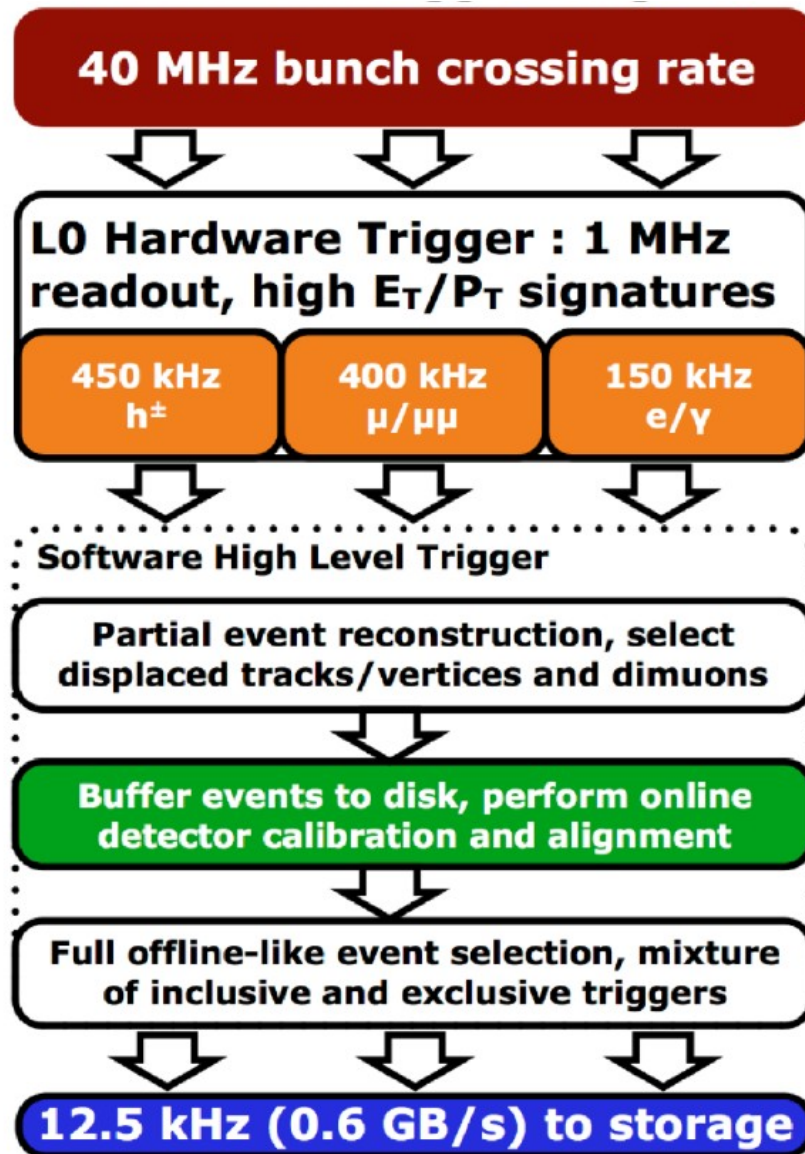 40 MHz bunch crossing rate
L0 Hardware Trigger : 1 MHz
readout, high E_T/P_T signatures
450 kHz
h±
400 kHz
μ/μμ
150 kHz
e/γ
Software High Level Trigger
Partial event reconstruction, select
displaced tracks/vertices and dimuons
Buffer events to disk, perform online
detector calibration and alignment
Full offline-like event selection, mixture
of inclusive and exclusive triggers
12.5 kHz (0.6 GB/s) to storage